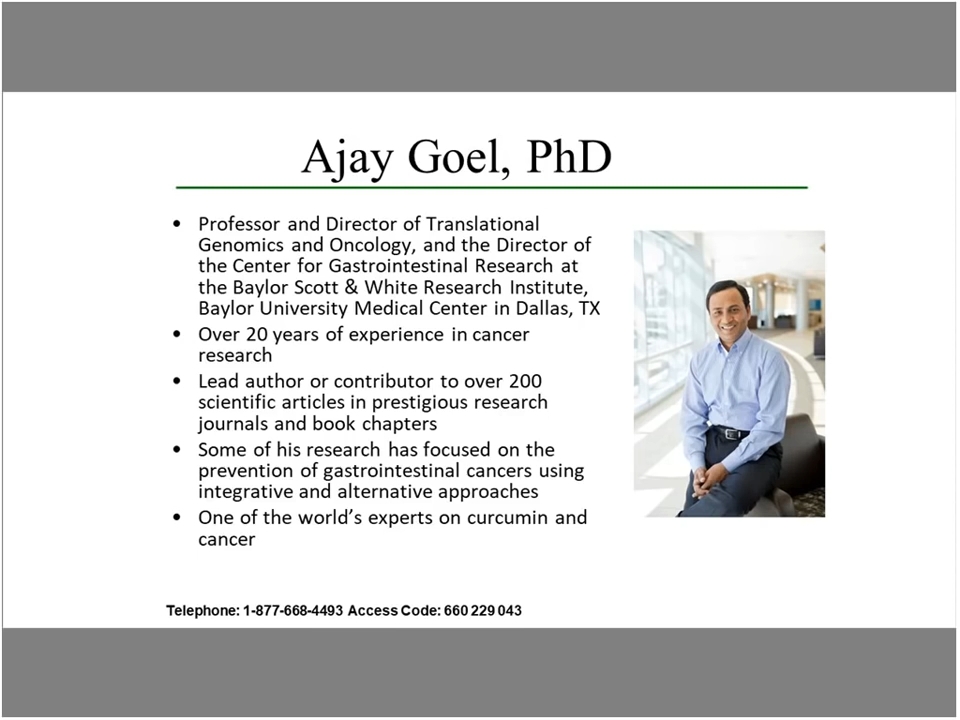 Ajay Goel, PhD
• Professor and Director of Translational
Genomics and Oncology, and the Director of
the Center for Gastrointestinal Research at
the Baylor Scott & White Research Institute,
Baylor University Medical Center in Dallas, TX
• Over 20 years of experience in cancer
research
• Lead author or contributor to over 200
scientific articles in prestigious research
journals and book chapters
• Some of his research has focused on the
prevention of gastrointestinal cancers using
integrative and alternative approaches
• One of the world’s experts on curcumin and
cancer
Telephone: 1-877-668-4493 Access Code: 660 229 043